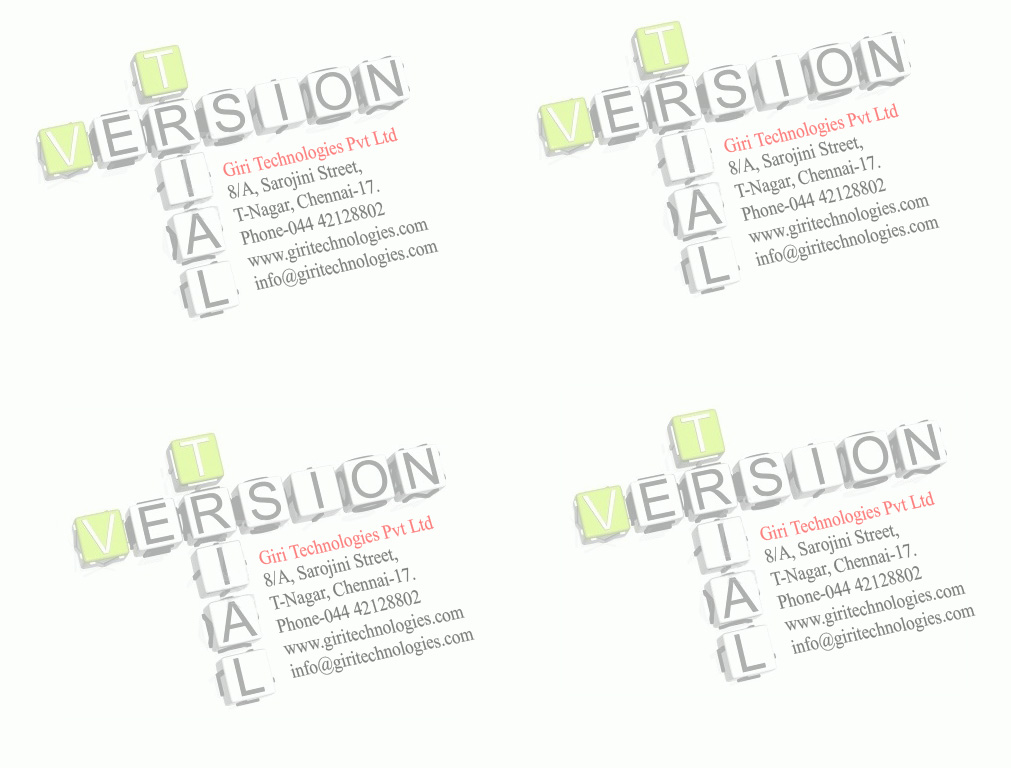 TRIAL VERSION
Giri Technologies Pvt Ltd
8/A, Sarojini Street,
T-Nagar, Chennai-17.
Phone-044 42128802
www.giritechnologies.com
info@giritechnologies.com
TRIAL VERSION
Giri Technologies Pvt Ltd
8/A, Sarojini Street,
T-Nagar, Chennai-17.
Phone-044 42128802
www.giritechnologies.com
info@giritechnologies.com
TRIAL VERSION
Giri Technologies Pvt Ltd
8/A, Sarojini Street,
T-Nagar, Chennai-17.
Phone-044 42128802
www.giritechnologies.com
info@giritechnologies.com
TRIAL VERSION
Giri Technologies Pvt Ltd
8/A, Sarojini Street,
T-Nagar, Chennai-17.
Phone-044 42128802
www.giritechnologies.com
info@giritechnologies.com